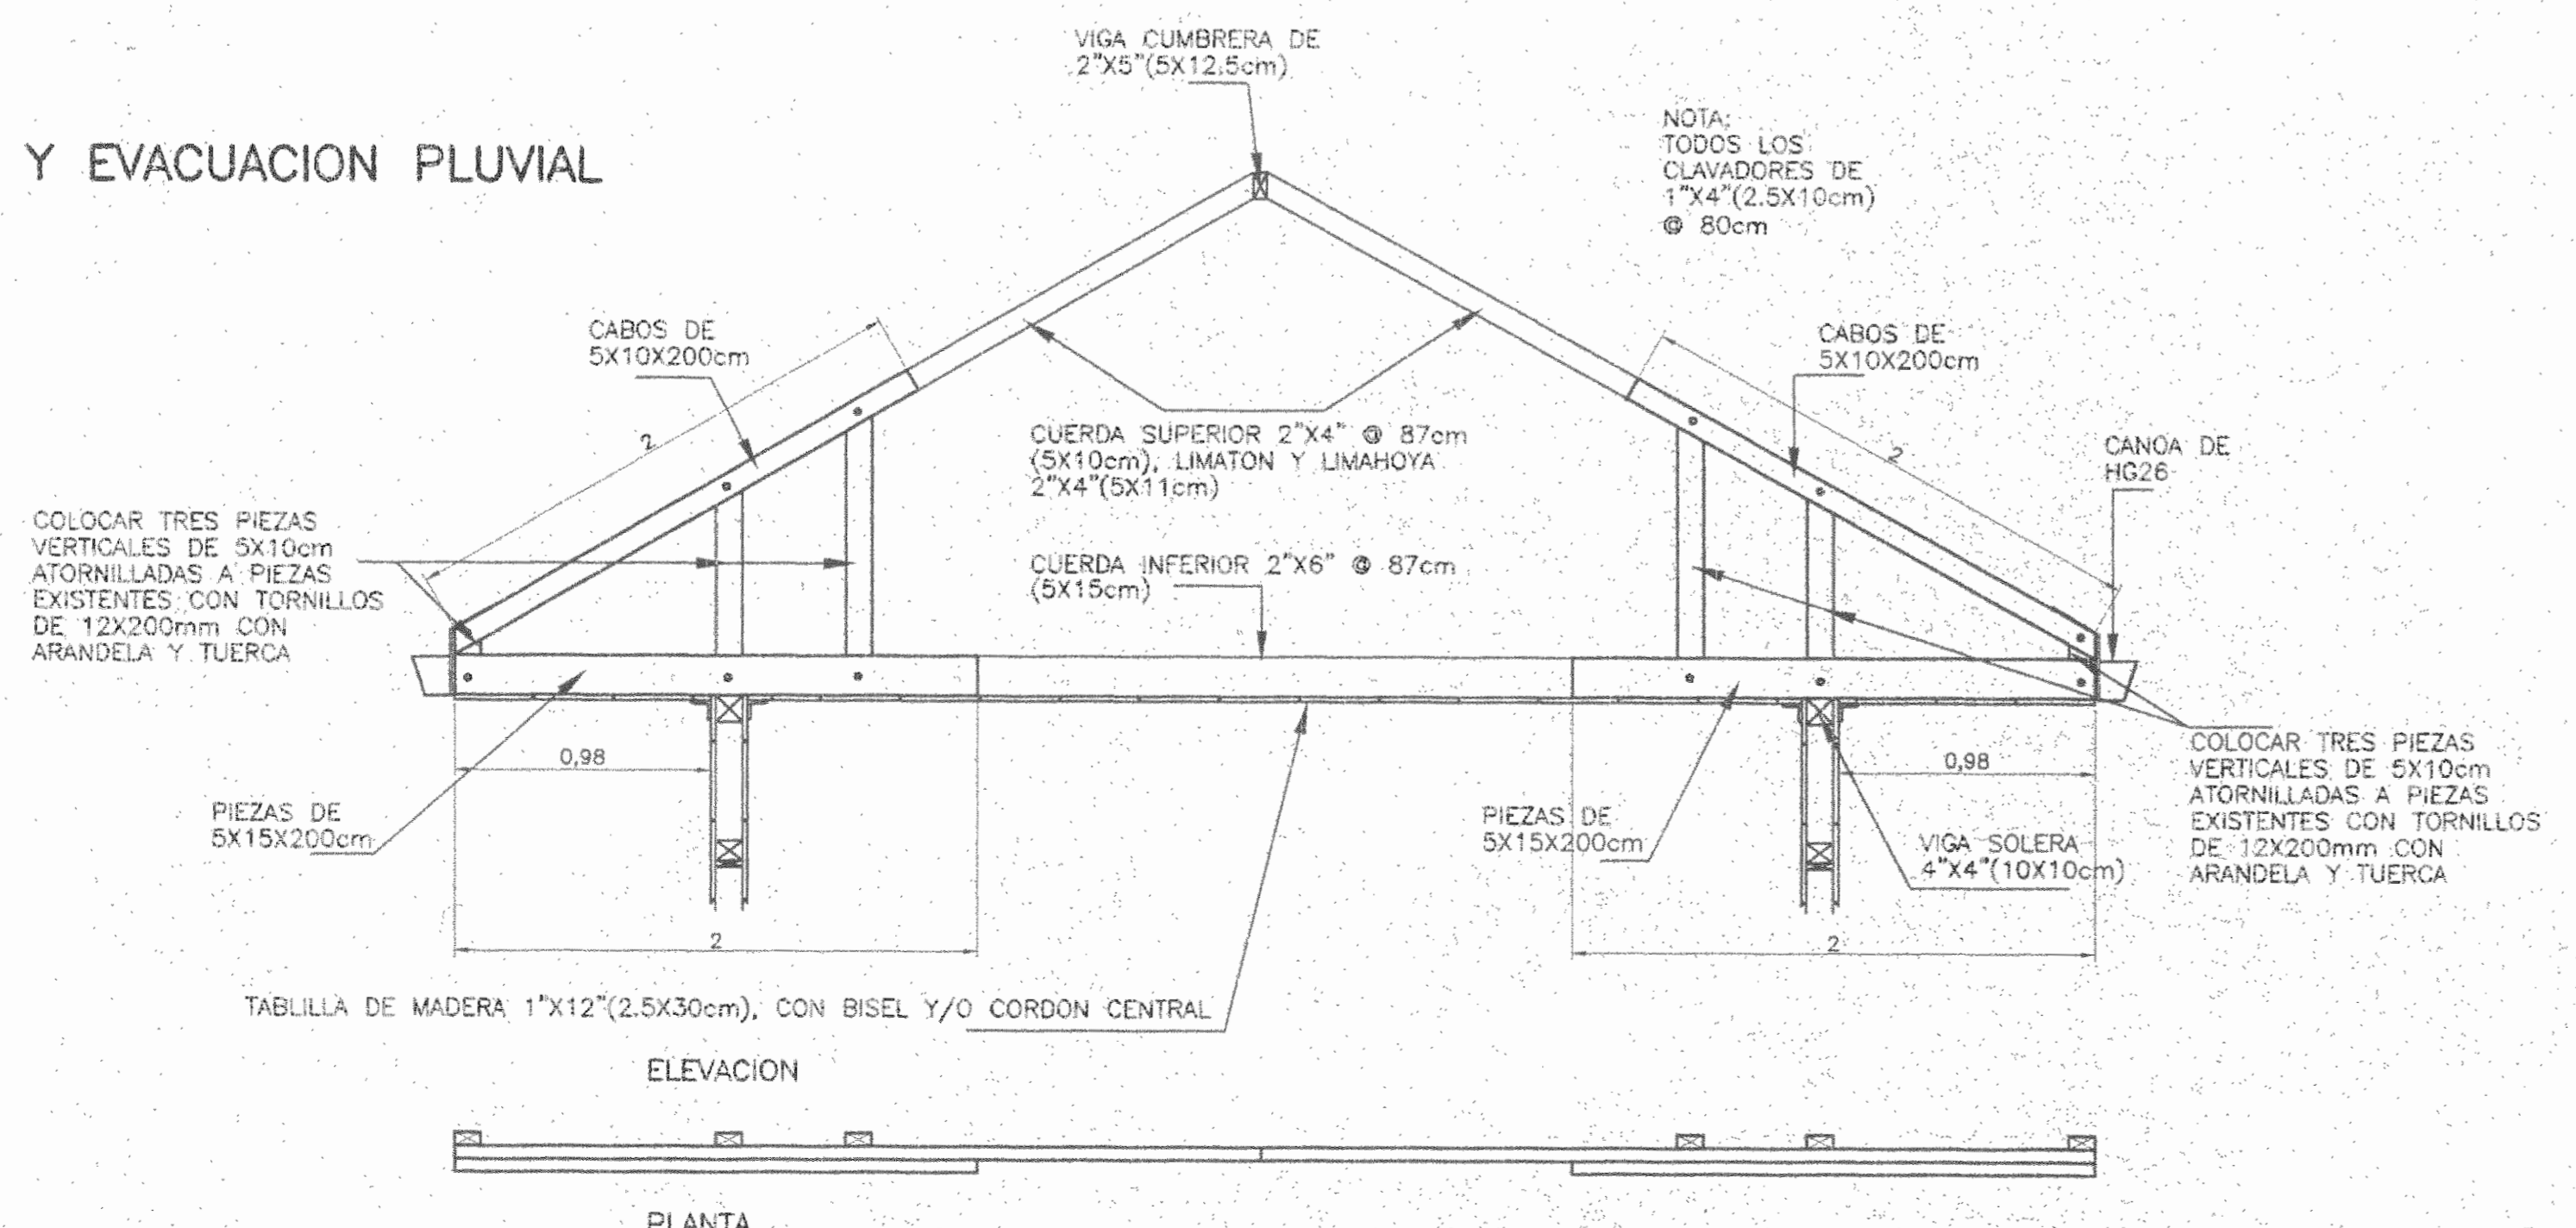 VIGA CUMBRERA DE
2"X5"(5X12.5cm)
Y EVACUACION PLUVIAL
NOTA:
TODOS LOS
CLAVADORES DE
1"X4"(2.5X10cm)
@ 80cm
CABOS DE
5X10X200cm
CABOS DE
5X10X200cm
2
2
CUERDA SUPERIOR 2"X4" @ 87cm
(5X10cm), LIMATON Y LIMAHOYA
2"X4"(5X11cm)
CANOA DE
HG26
COLOCAR TRES PIEZAS
VERTICALES DE 5X10cm
ATORNILLADAS A PIEZAS
EXISTENTES CON TORNILLOS
DE 12X200mm CON
ARANDELA Y TUERCA
CUERDA INFERIOR 2"X6" @ 87cm
(5X15cm)
0,98
0,98
COLOCAR TRES PIEZAS
VERTICALES DE 5X10cm
ATORNILLADAS A PIEZAS
EXISTENTES CON TORNILLOS
DE 12X200mm CON
ARANDELA Y TUERCA
PIEZAS DE
5X15X200cm
PIEZAS DE
5X15X200cm
VIGA SOLERA
4"X4"(10X10cm)
2
2
TABLILLA DE MADERA 1"X12"(2.5X30cm), CON BISEL Y/O CORDON CENTRAL
ELEVACION
PLANTA